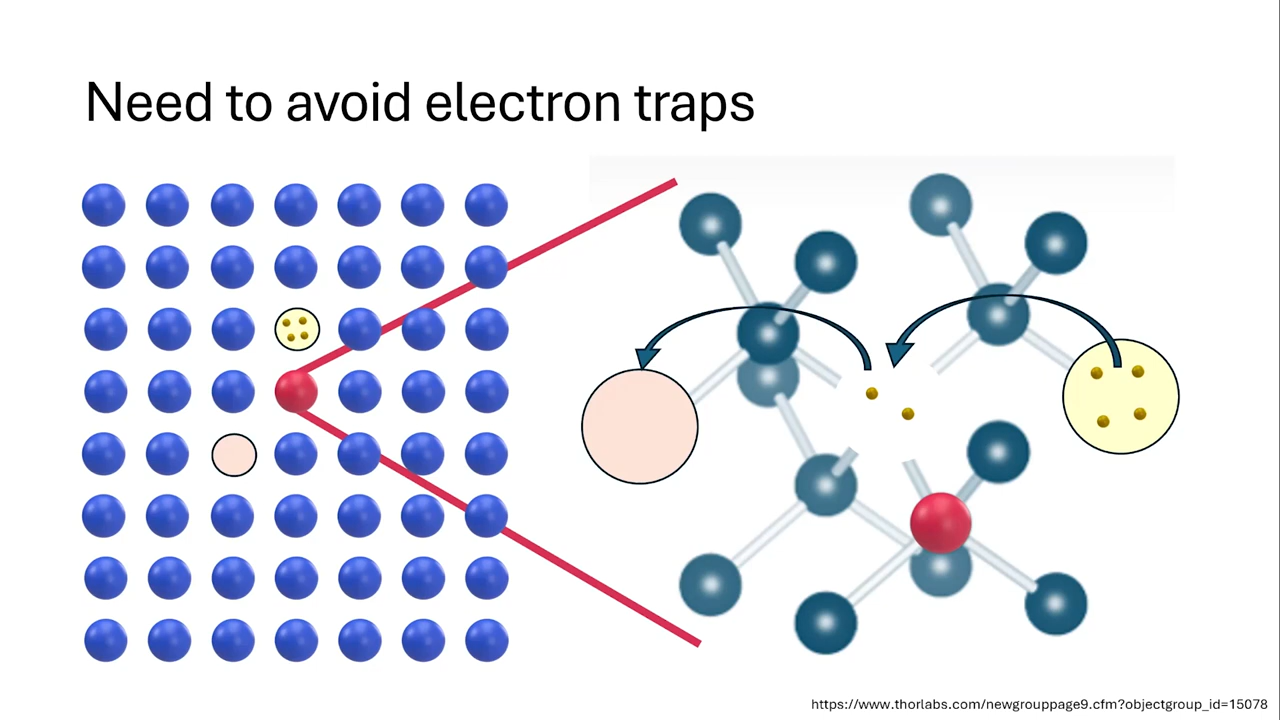 Need to avoid electron traps
https://www.thorlabs.com/newgrouppage9.cfm?objectgroup_id=15078